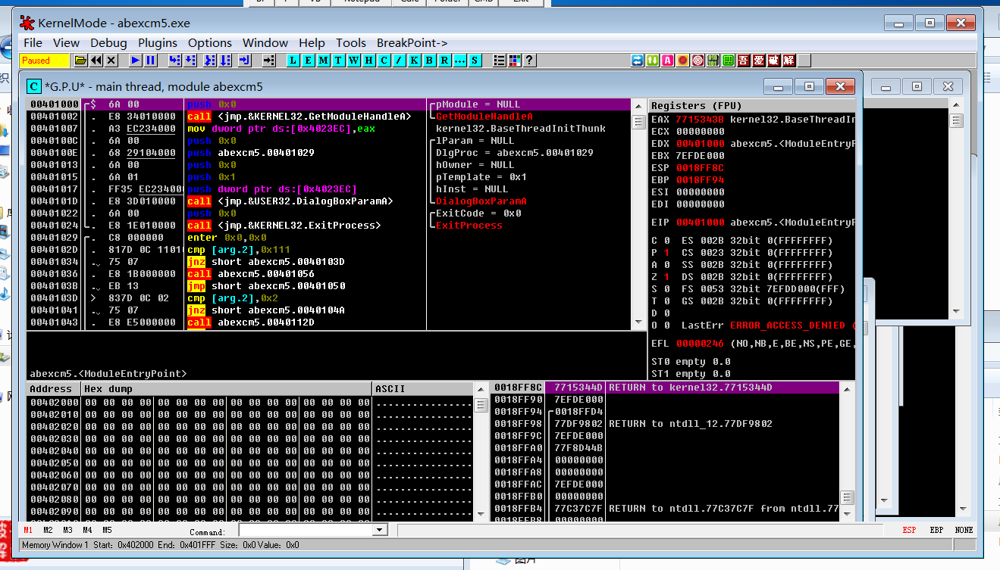 Notepad Calc Folder CMD Exit
KernelMode - abexcm5.exe
File View Debug Plugins Options Window Help Tools BreakPoint->
Paused L E M T W H C / K B R ... S ? A 吾 爱 破 解
C *G.P.U* - main thread, module abexcm5
00401000 $ 6A 00 push 0x0 pModule = NULL
00401002 . E8 34010000 call <jmp.&KERNEL32.GetModuleHandleA> GetModuleHandleA
00401007 . A3 EC234000 mov dword ptr ds:[0x4023EC],eax kernel32.BaseThreadInitThunk
0040100C . 6A 00 push 0x0 lParam = NULL
0040100E . 68 29104000 push abexcm5.00401029 DlgProc = abexcm5.00401029
00401013 . 6A 00 push 0x0 hOwner = NULL
00401015 . 6A 01 push 0x1 pTemplate = 0x1
00401017 . FF35 EC23400 push dword ptr ds:[0x4023EC] hInst = NULL
0040101D . E8 3D010000 call <jmp.&USER32.DialogBoxParamA> DialogBoxParamA
00401022 . 6A 00 push 0x0 ExitCode = 0x0
00401024 . E8 1E010000 call <jmp.&KERNEL32.ExitProcess> ExitProcess
00401029 . C8 000000 enter 0x0,0x0
0040102D . 817D 0C 1101 cmp [arg.2],0x111
00401034 . 75 07 jnz short abexcm5.0040103D
00401036 . E8 1B000000 call abexcm5.00401056
0040103B . EB 13 jmp short abexcm5.00401050
0040103D > 837D 0C 02 cmp [arg.2],0x2
00401041 . 75 07 jnz short abexcm5.0040104A
00401043 . E8 E5000000 call abexcm5.0040112D
abexcm5.<ModuleEntryPoint>
Registers (FPU)
EAX 7715343B kernel32.BaseThreadIn
ECX 00000000
EDX 00401000 abexcm5.<ModuleEntryP
EBX 7EFDE000
ESP 0018FF8C
EBP 0018FF94
ESI 00000000
EDI 00000000
EIP 00401000 abexcm5.<ModuleEntryP
C 0 ES 002B 32bit 0(FFFFFFFF)
P 1 CS 0023 32bit 0(FFFFFFFF)
A 0 SS 002B 32bit 0(FFFFFFFF)
Z 1 DS 002B 32bit 0(FFFFFFFF)
S 0 FS 0053 32bit 7EFDD000(FFF)
T 0 GS 002B 32bit 0(FFFFFFFF)
D 0
O 0 LastErr ERROR_ACCESS_DENIED (
EFL 00000246 (NO,NB,E,BE,NS,PE,GE,
ST0 empty 0.0
ST1 empty 0.0
Address Hex dump ASCII
00402000 00 00 00 00 00 00 00 00 00 00 00 00 00 00 00 00 ................
00402010 00 00 00 00 00 00 00 00 00 00 00 00 00 00 00 00 ................
00402020 00 00 00 00 00 00 00 00 00 00 00 00 00 00 00 00 ................
00402030 00 00 00 00 00 00 00 00 00 00 00 00 00 00 00 00 ................
00402040 00 00 00 00 00 00 00 00 00 00 00 00 00 00 00 00 ................
00402050 00 00 00 00 00 00 00 00 00 00 00 00 00 00 00 00 ................
00402060 00 00 00 00 00 00 00 00 00 00 00 00 00 00 00 00 ................
00402070 00 00 00 00 00 00 00 00 00 00 00 00 00 00 00 00 ................
00402080 00 00 00 00 00 00 00 00 00 00 00 00 00 00 00 00 ................
00402090 00 00 00 00 00 00 00 00 00 00 00 00 00 00 00 00 ................
0018FF8C 7715344D RETURN to kernel32.7715344D
0018FF90 7EFDE000
0018FF94 0018FFD4
0018FF98 77DF9802 RETURN to ntdll_12.77DF9802
0018FF9C 7EFDE000
0018FFA0 77F8D44B
0018FFA4 00000000
0018FFA8 00000000
0018FFAC 7EFDE000
0018FFB0 00000000
0018FFB4 77C37C7F RETURN to ntdll.77C37C7F from ntdll.77
0018FFB8 00000000
M1 M2 M3 M4 M5 Command: ESP EBP NONE
Memory Window 1 Start: 0x402000 End: 0x401FFF Size: 0x0 Value: 0x0
图片